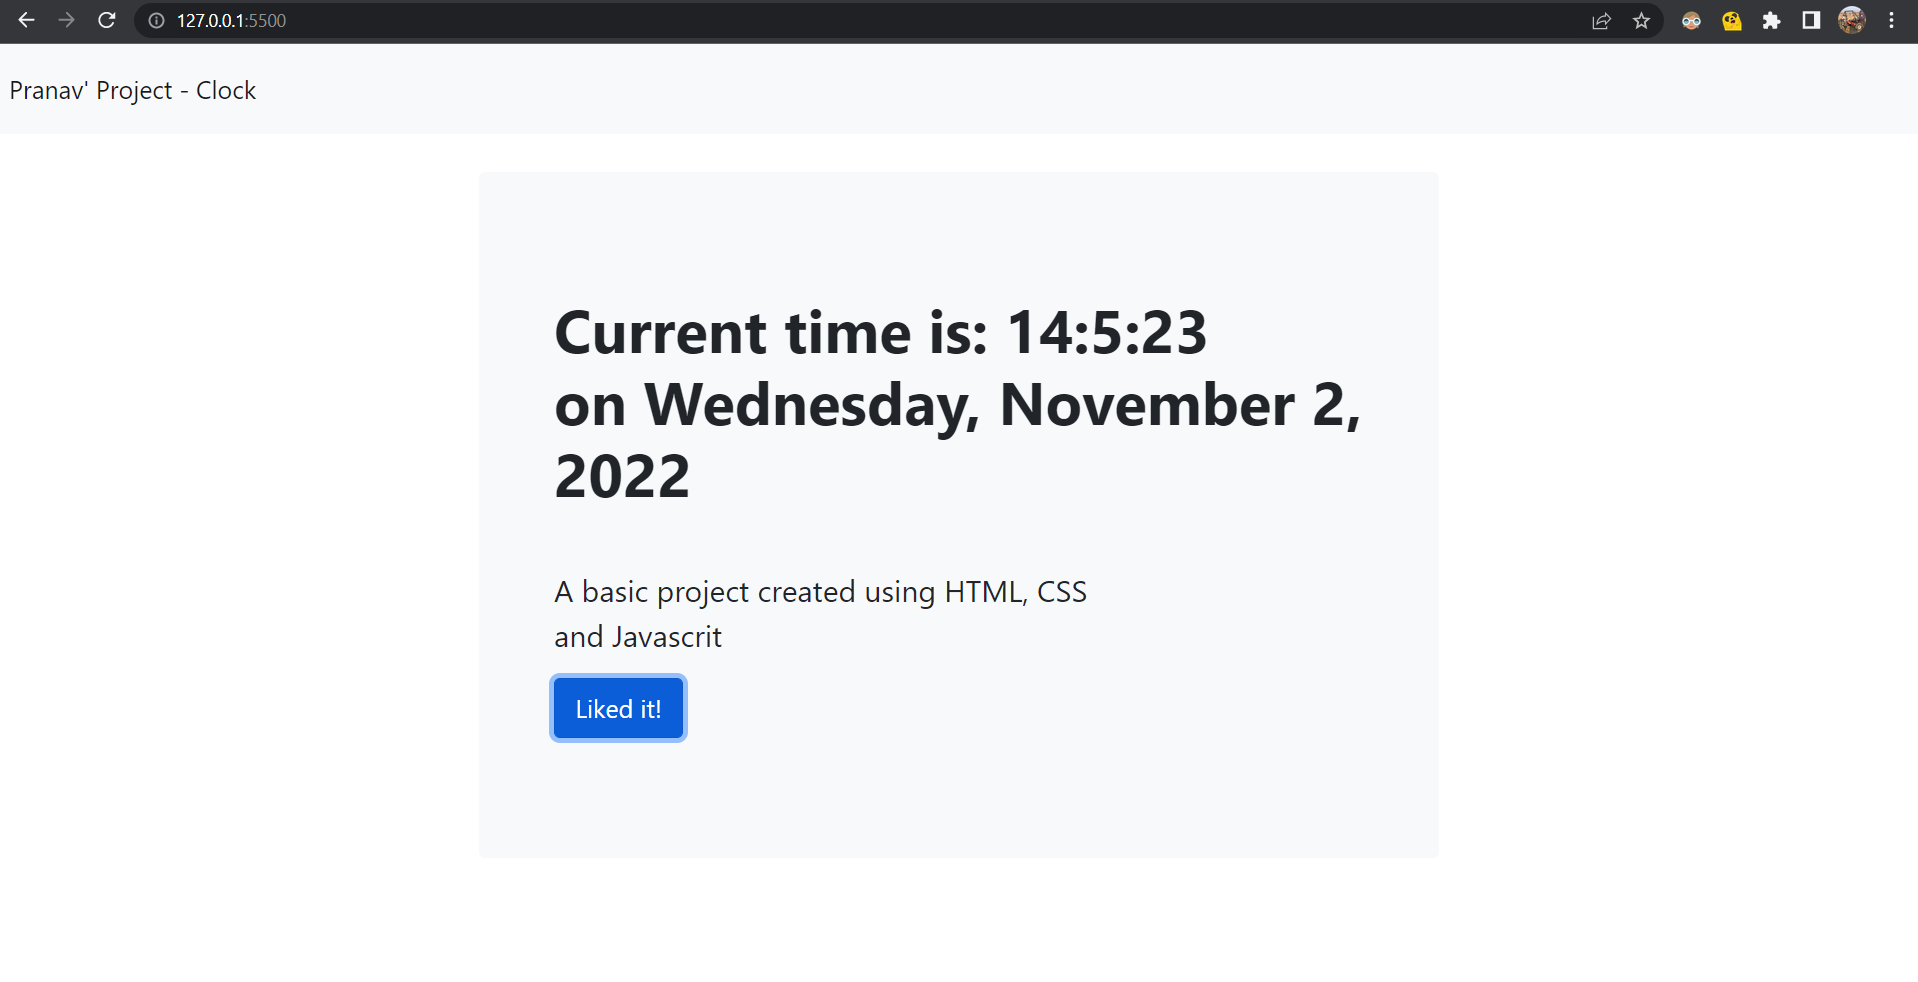 127.0.0.1:5500
Pranav' Project - Clock
Current time is: 14:5:23
on Wednesday, November 2,
2022
A basic project created using HTML, CSS
and Javascrit
Liked it!